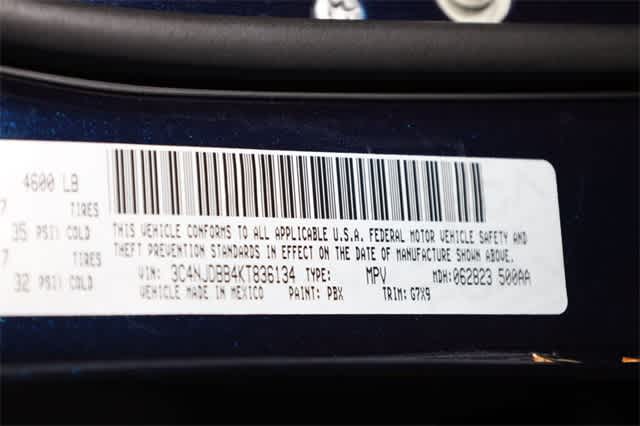 4600 LB
7 TIRES
35 PSI COLD
7 TIRES
32 PSI COLD
THIS VEHICLE CONFORMS TO ALL APPLICABLE U.S.A. FEDERAL MOTOR VEHICLE SAFETY AND
THEFT PREVENTION STANDARDS IN EFFECT ON THE DATE OF MANUFACTURE SHOWN ABOVE.
VIN: 3C4NJDBB4KT836134 TYPE: MPV MDH:062823 500AA
VEHICLE MADE IN MEXICO PAINT: PBX TRIM: G7X9